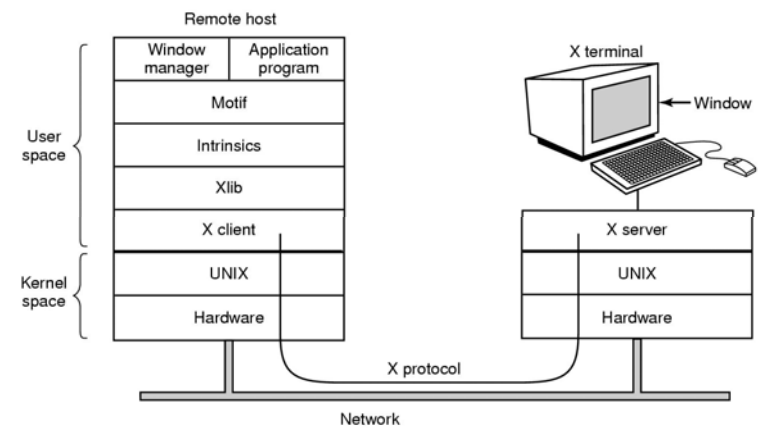 Remote host
Window
manager
Application
program
X terminal
Window
Motif
User
space
Intrinsics
Xlib
X client
X server
Kernel
space
UNIX
UNIX
Hardware
Hardware
X protocol
Network